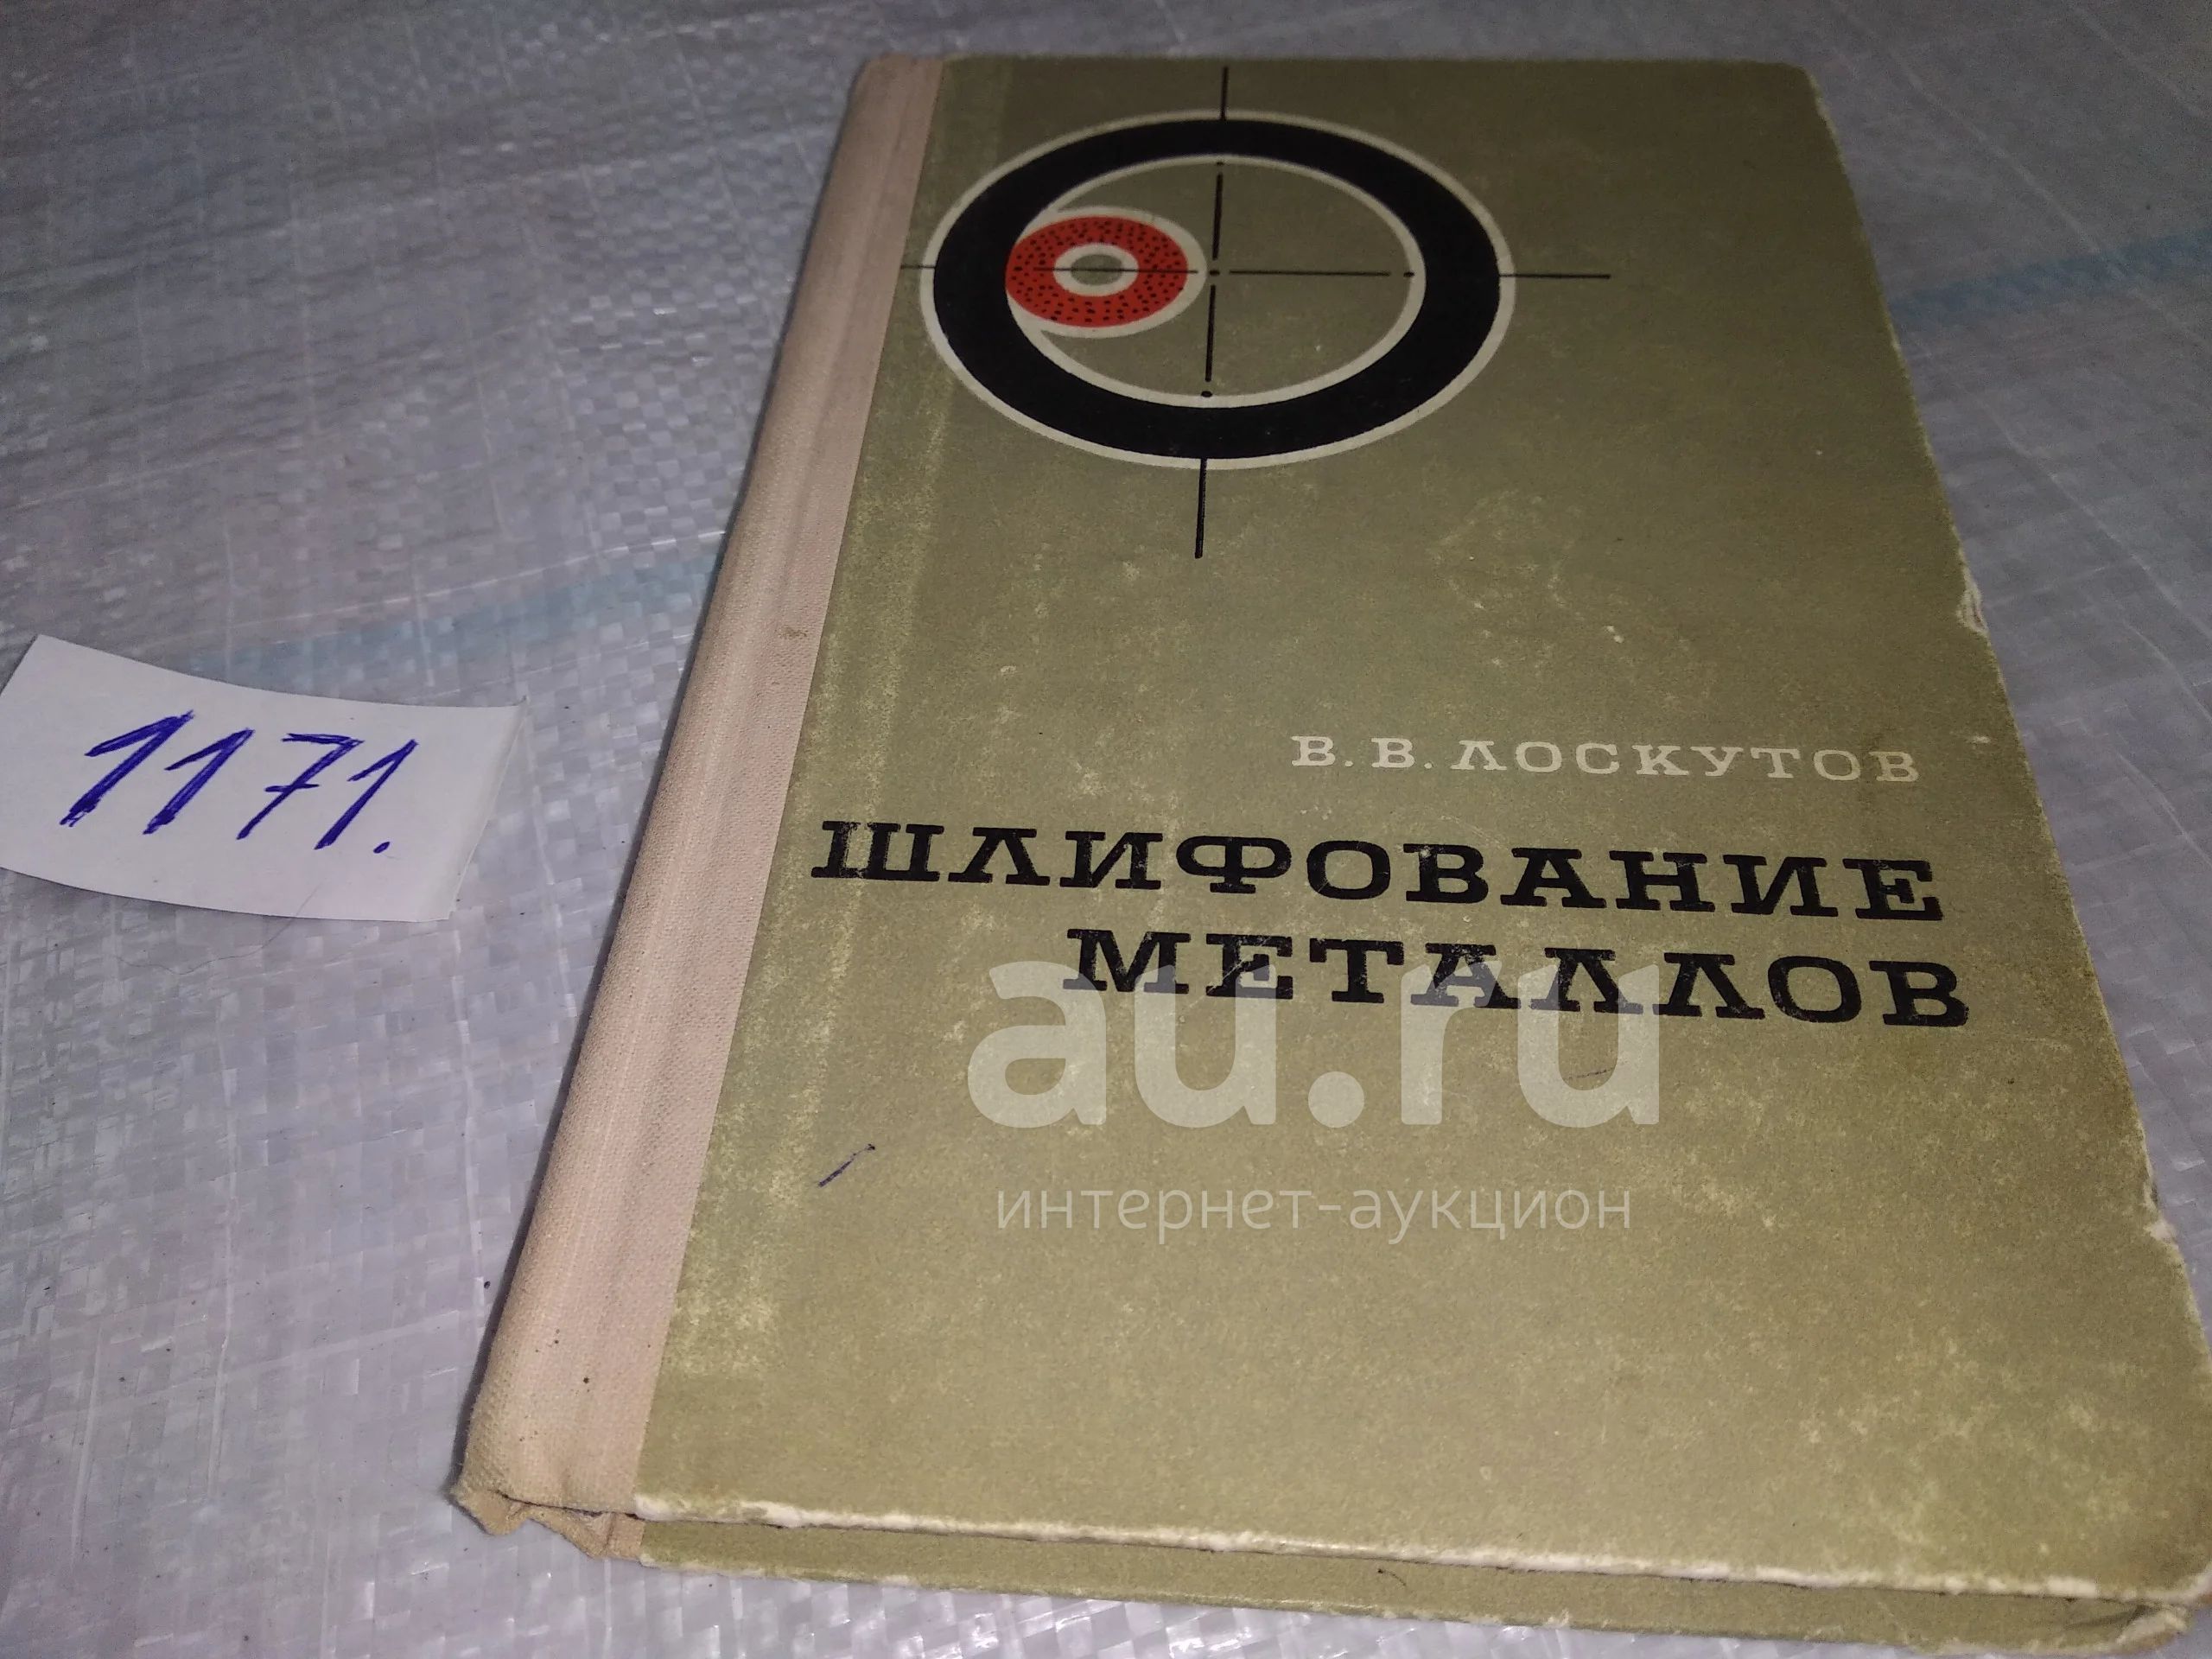 1171.
В. В. ЛОСКУТОВ
ШЛИФОВАНИЕ
МЕТАЛЛОВ
au.ru
интернет-аукцион